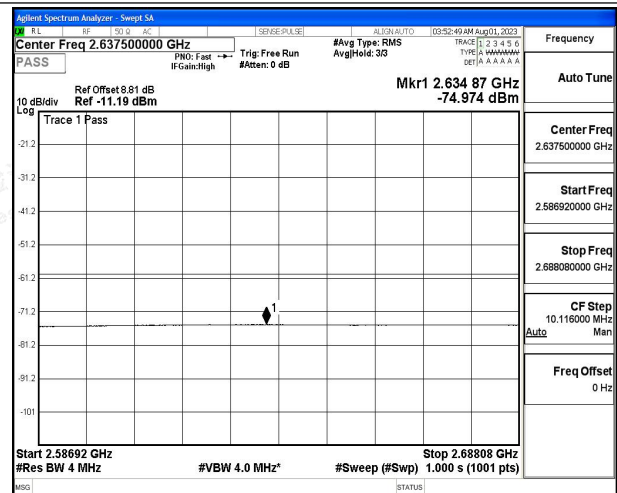 Agilent Spectrum Analyzer - Swept SA
RL RF 50 Ω AC SENSE:PULSE ALIGNAUTO 03:52:49 AM Aug 01, 2023
Center Freq 2.637500000 GHz
PASS
PNO: Fast
IFGain:High
Trig: Free Run
#Atten: 0 dB
#Avg Type: RMS
Avg|Hold: 3/3
TRACE 1 2 3 4 5 6
TYPE A WWWWW
DET A A A A A A
Frequency
Mkr1 2.634 87 GHz
-74.974 dBm
Ref Offset 8.81 dB
10 dB/div Ref -11.19 dBm
Log
Trace 1 Pass
-21.2
-31.2
-41.2
-51.2
-61.2
-71.2
-81.2
-91.2
-101
1
Start 2.58692 GHz Stop 2.68808 GHz
#Res BW 4 MHz #VBW 4.0 MHz* #Sweep (#Swp) 1.000 s (1001 pts)
MSG STATUS
Auto Tune
Center Freq
2.637500000 GHz
Start Freq
2.586920000 GHz
Stop Freq
2.688080000 GHz
CF Step
10.116000 MHz
Auto Man
Freq Offset
0 Hz